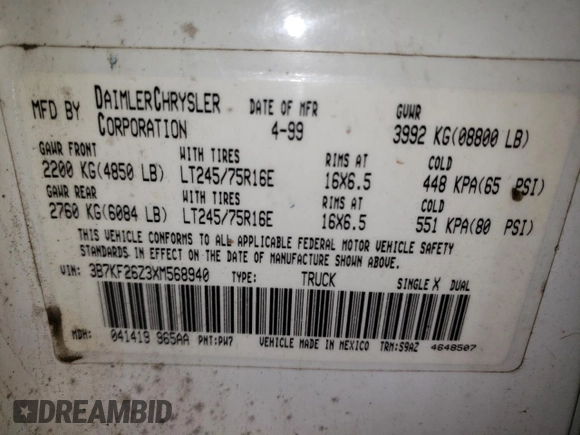 MFD BY DAIMLERCHRYSLER CORPORATION DATE OF MFR 4-99 GVWR 3992 KG(08800 LB)
GAWR FRONT WITH TIRES RIMS AT COLD
2200 KG(4850 LB) LT245/75R16E 16X6.5 448 KPA(65 PSI)
GAWR REAR WITH TIRES RIMS AT COLD
2760 KG(6084 LB) LT245/75R16E 16X6.5 551 KPA(80 PSI)
THIS VEHICLE CONFORMS TO ALL APPLICABLE FEDERAL MOTOR VEHICLE SAFETY
STANDARDS IN EFFECT ON THE DATE OF MANUFACTURE SHOWN ABOVE.
VIN: 3B7KF26Z3XM568940 TYPE: TRUCK SINGLE X DUAL
MDH: 041419 965AA PNT:PW7 VEHICLE MADE IN MEXICO TRM:S9AZ 4648507
DREAMBID